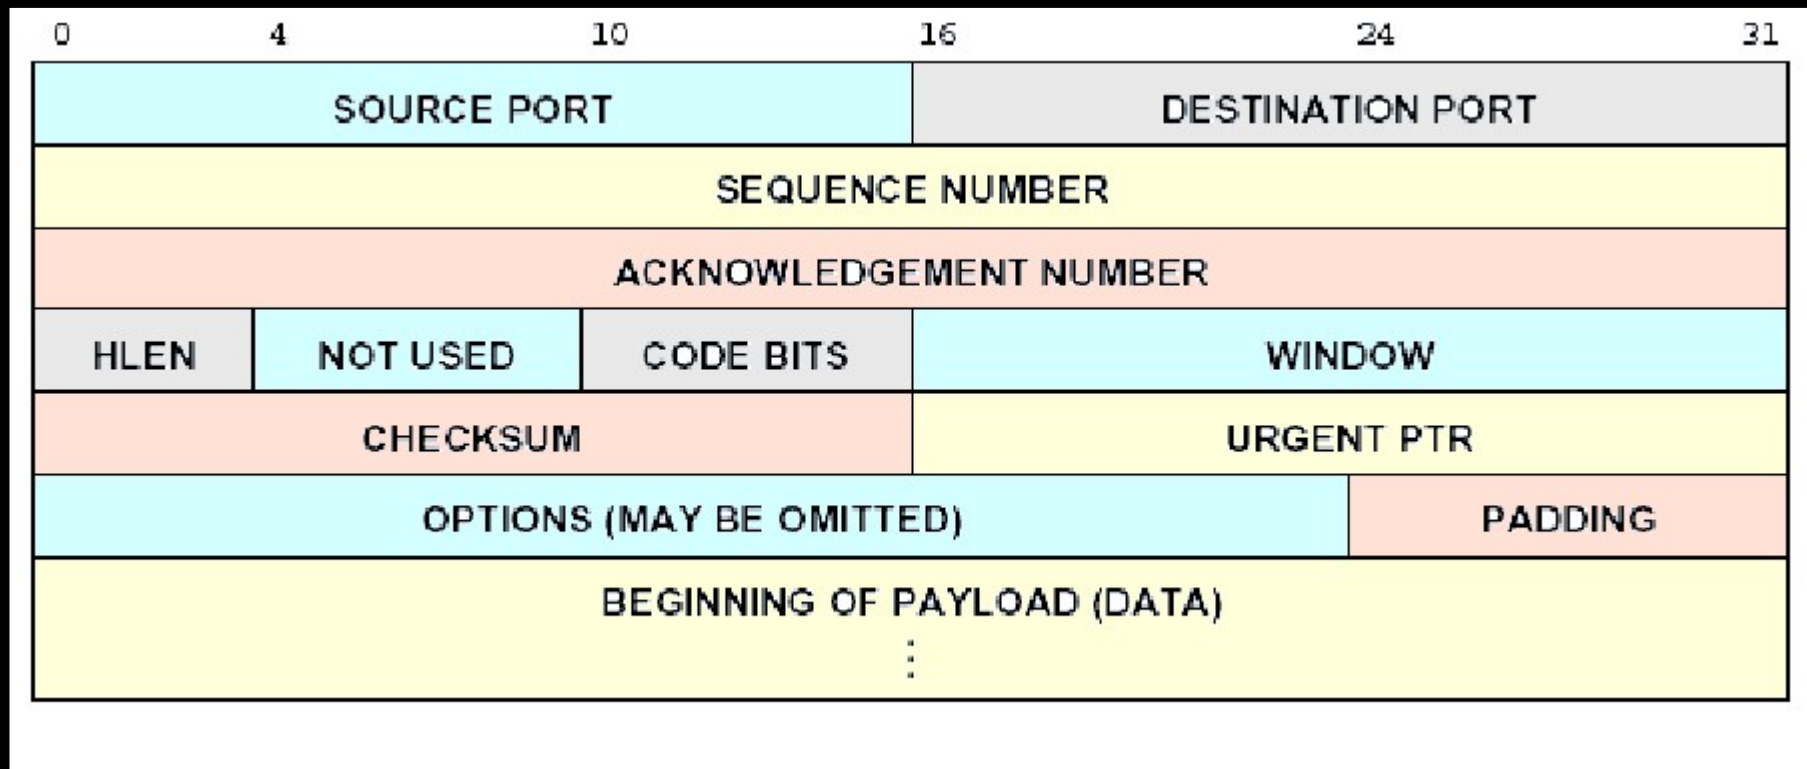 0 4 10 16 24 31
SOURCE PORT DESTINATION PORT
SEQUENCE NUMBER
ACKNOWLEDGEMENT NUMBER
HLEN NOT USED CODE BITS WINDOW
CHECKSUM URGENT PTR
OPTIONS (MAY BE OMITTED) PADDING
BEGINNING OF PAYLOAD (DATA)